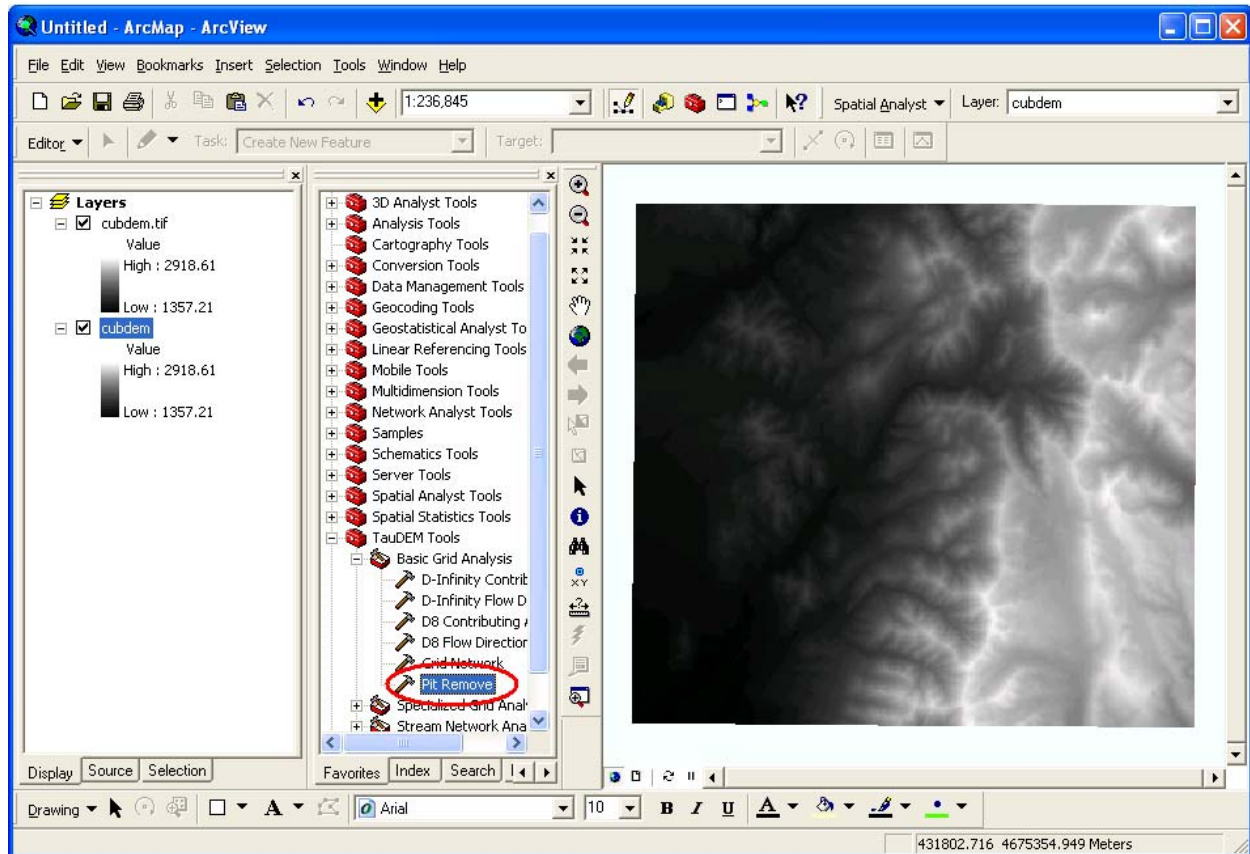 Untitled - ArcMap - ArcView
File Edit View Bookmarks Insert Selection Tools Window Help
1:236,845
Spatial Analyst
Layer: cubdem
Editor
Task: Create New Feature
Target:
Layers
cubdem.tif
Value
High : 2918.61
Low : 1357.21
cubdem
Value
High : 2918.61
Low : 1357.21
Display Source Selection
3D Analyst Tools
Analysis Tools
Cartography Tools
Conversion Tools
Data Management Tools
Geocoding Tools
Geostatistical Analyst To
Linear Referencing Tools
Mobile Tools
Multidimension Tools
Network Analyst Tools
Samples
Schematics Tools
Server Tools
Spatial Analyst Tools
Spatial Statistics Tools
TauDEM Tools
Basic Grid Analysis
D-Infinity Contrib
D-Infinity Flow D
D8 Contributing
D8 Flow Direction
Grid Network
Pit Remove
Specialized Grid Anal
Stream Network Ana
Favorites Index Search
XY
Drawing
A
Arial
10
B I U A
431802.716 4675354.949 Meters